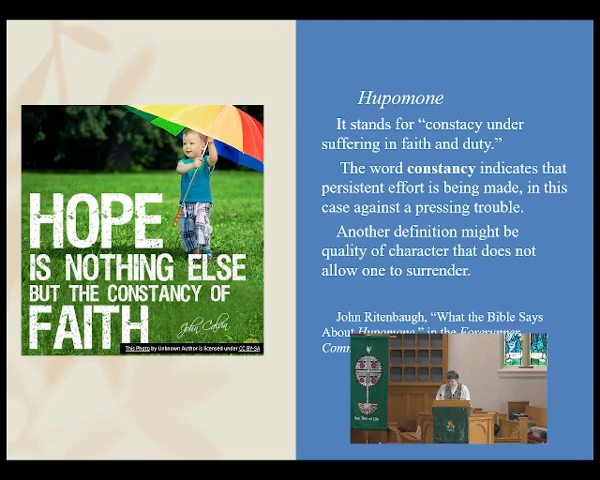 HOPE
IS NOTHING ELSE
BUT THE CONSTANCY OF
FAITH
John Calvin
This Photo by Unknown Author is licensed under CC BY-SA
Hupomone
It stands for “constacy under
suffering in faith and duty.”
The word constancy indicates that
persistent effort is being made, in this
case against a pressing trouble.
Another definition might be
quality of character that does not
allow one to surrender.
John Ritenbaugh, “What the Bible Says
About Hupomone,” in the Forerunner